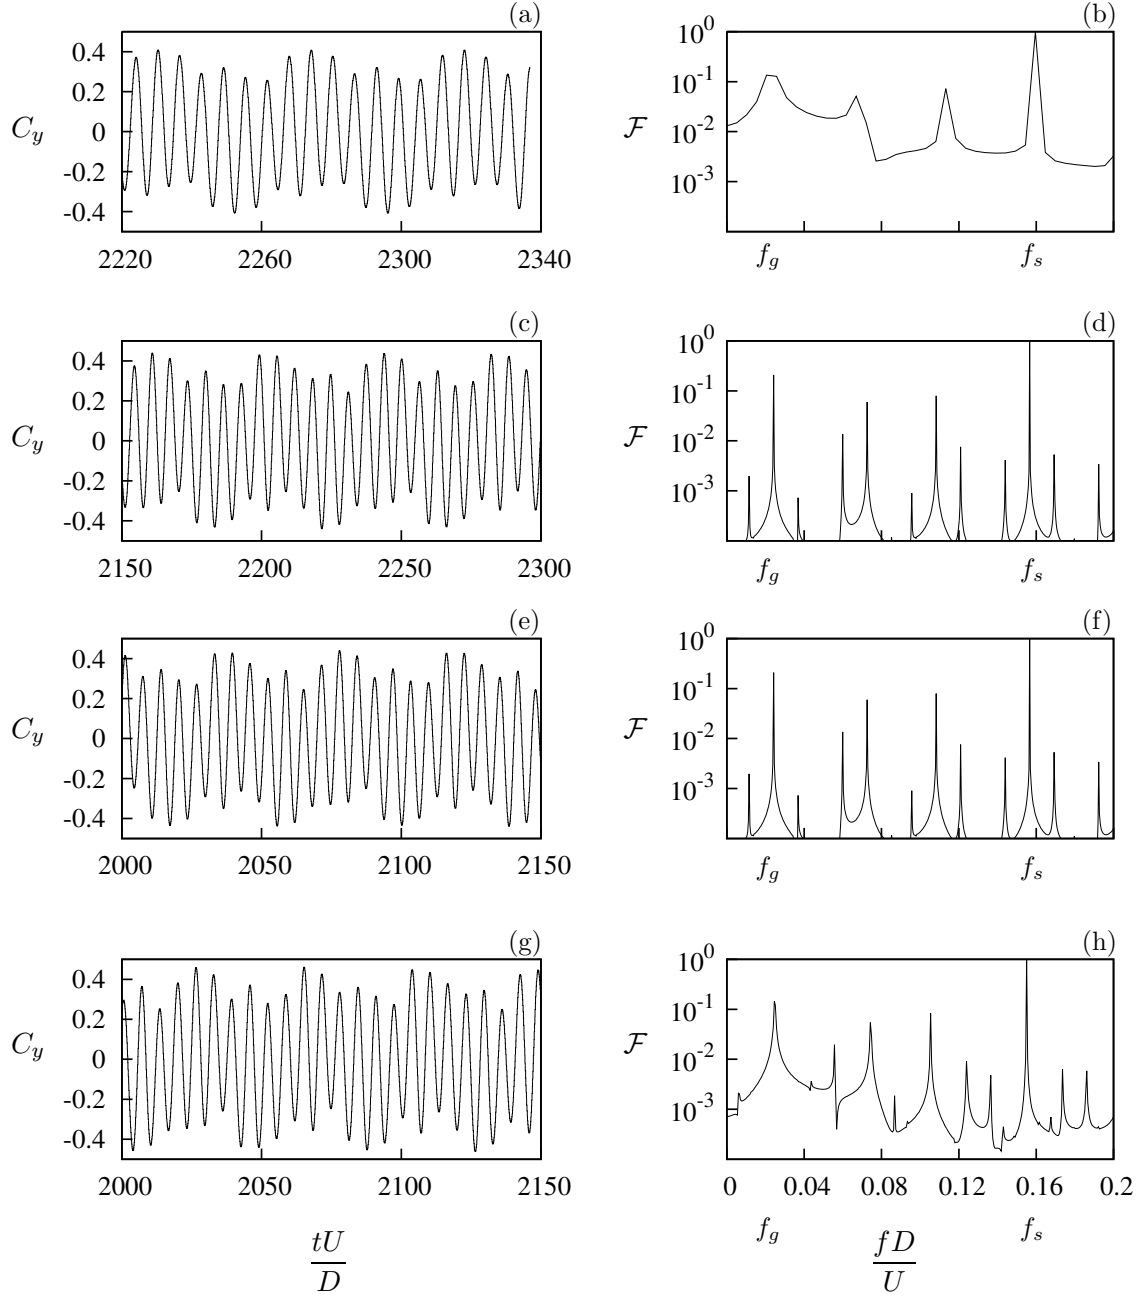 (a) (b)
0.4 0.2 0 -0.2 -0.4
C_y
2220 2260 2300 2340
10^0 10^-1 10^-2 10^-3
F
f_g f_s
(c) (d)
0.4 0.2 0 -0.2 -0.4
C_y
2150 2200 2250 2300
10^0 10^-1 10^-2 10^-3
F
f_g f_s
(e) (f)
0.4 0.2 0 -0.2 -0.4
C_y
2000 2050 2100 2150
10^0 10^-1 10^-2 10^-3
F
f_g f_s
(g) (h)
0.4 0.2 0 -0.2 -0.4
C_y
2000 2050 2100 2150
10^0 10^-1 10^-2 10^-3
F
0 0.04 0.08 0.12 0.16 0.2
f_g f_s
tU
D
fD
U